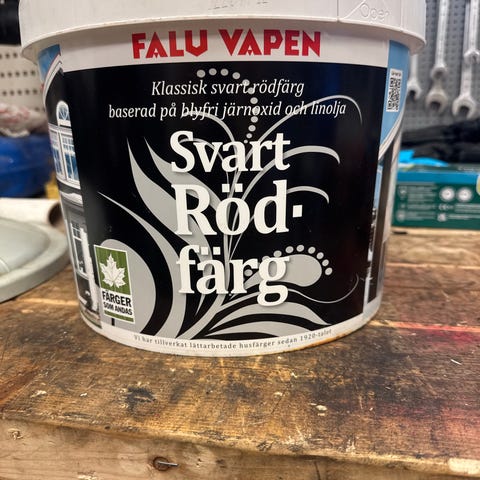 Open
FALU VAPEN
Klassisk svart rödfärg
baserad på blyfri järnoxid och linolja
Svart
Röd-
färg
FÄRGER
SOM ANDAS
Vi har tillverkat lättarbetade husfärger sedan 1920-talet